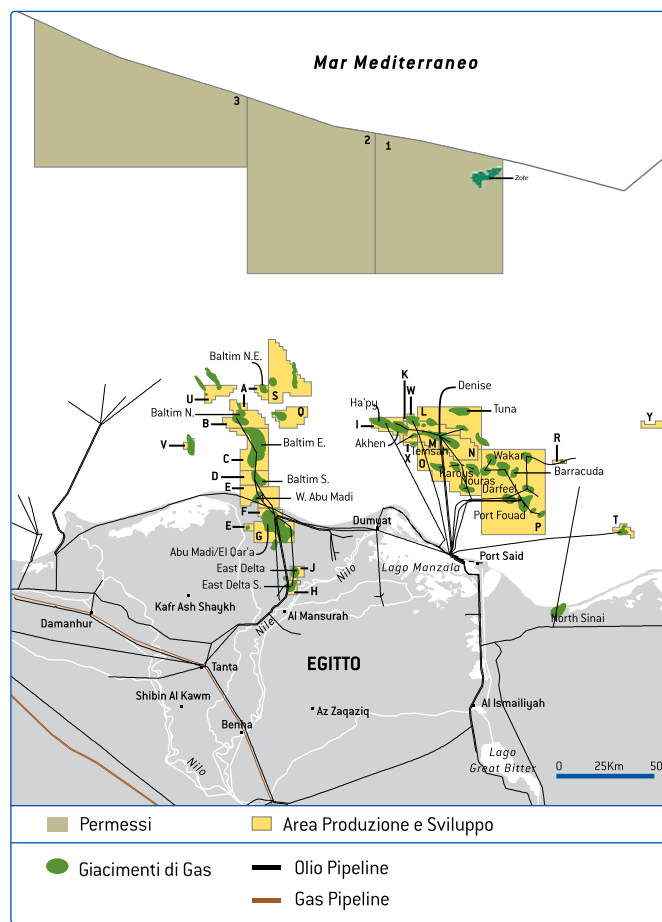 Mar Mediterraneo
3
2
1
Zohr
Baltim N.E.
A
S
U
Baltim N.
Q
B
V
Baltim E.
C
D
Baltim S.
E
W. Abu Madi
F
E
G
Abu Madi/El Qar'a
East Delta
J
East Delta S.
H
K
W
Denise
Ha'py
L
Tuna
I
Akhen
M
Temsah
X
N
O
Wakar
R
Karous
Barracuda
Nouras
Darfeel
Port Fouad
P
Y
T
Dumyat
Port Said
Nilo
Lago Manzala
Kafr Ash Shaykh
North Sinai
Damanhur
Al Mansurah
Nile
EGITTO
Tanta
Shibin Al Kawm
Az Zaqaziq
Al Ismailiyah
Benha
Nilo
Lago
Great Bitter
0 25Km 50
Permessi
Area Produzione e Sviluppo
Giacimenti di Gas
Olio Pipeline
Gas Pipeline